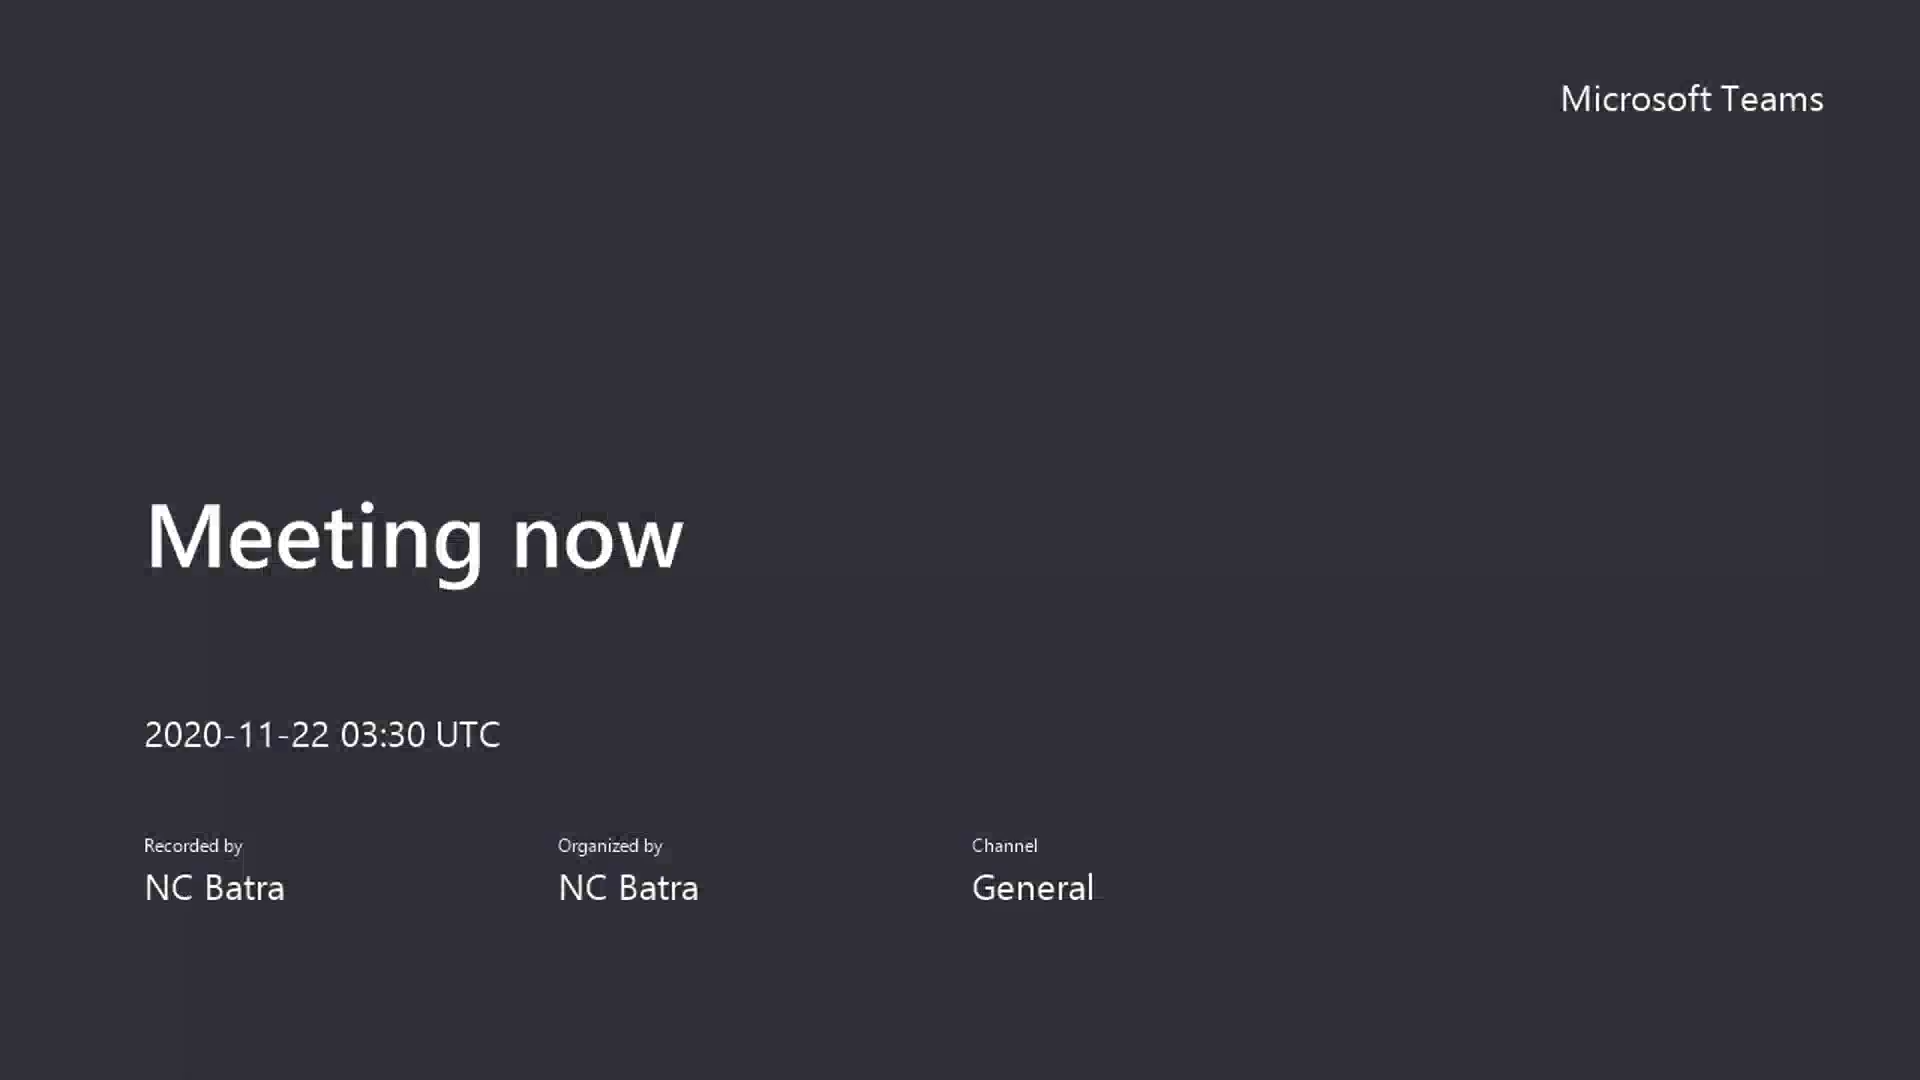 Microsoft Teams
Meeting now
2020-11-22 03:30 UTC
Recorded by
NC Batra
Organized by
NC Batra
Channel
General